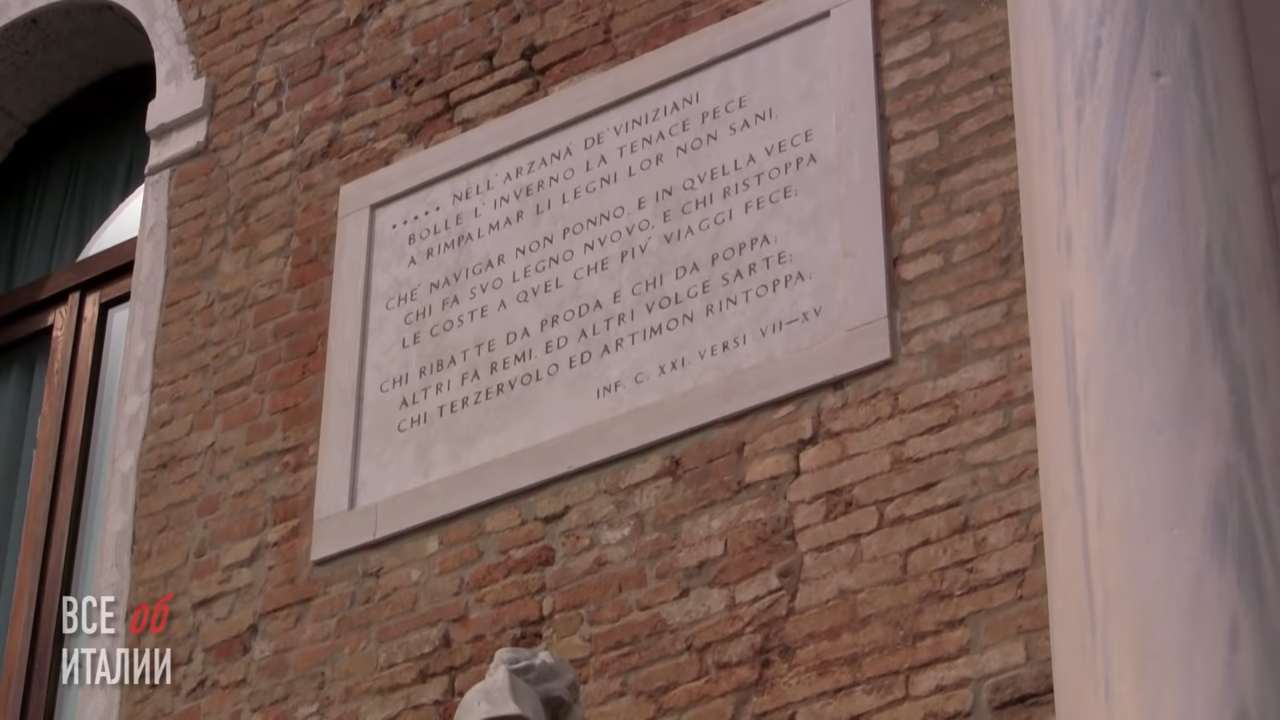 ..... NELL'ARZANÀ DE' VINIZIANI
BOLLE L'INVERNO LA TENACE PECE
A RIMPALMAR LI LEGNI LOR NON SANI,
CHÉ NAVIGAR NON PONNO, E IN QVELLA VECE
CHI FA SVO LEGNO NVOVO, E CHI RISTOPPA
LE COSTE A QVEL CHE PIV' VIAGGI FECE;
CHI RIBATTE DA PRODA E CHI DA POPPA;
ALTRI FA REMI, ED ALTRI VOLGE SARTE;
CHI TERZERVOLO ED ARTIMON RINTOPPA.
INF. C. XXI. VERSI VII—XV
ВСЕ об
ИТАЛИИ